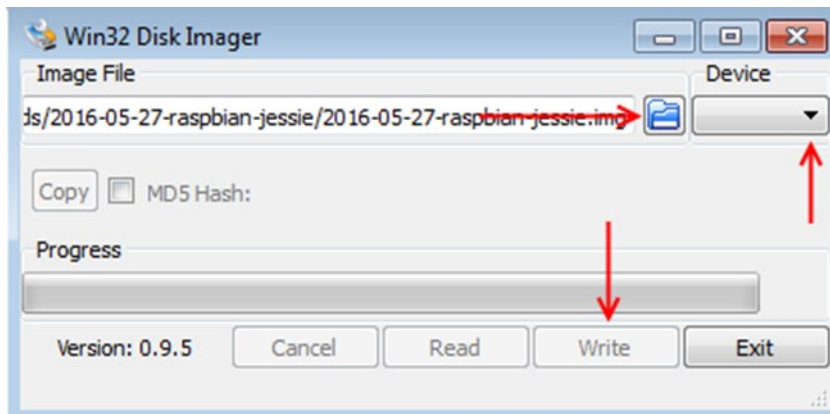 Win32 Disk Imager
Image File
Device
ds/2016-05-27-raspbian-jessie/2016-05-27-raspbian-jessie.img
Copy
MD5 Hash:
Progress
Version: 0.9.5
Cancel
Read
Write
Exit